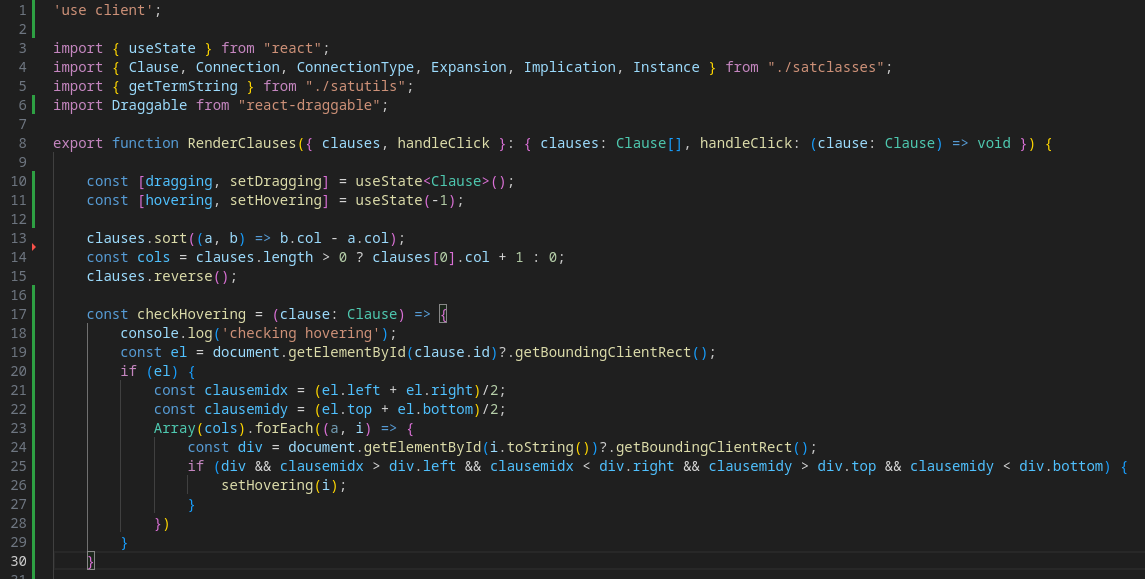 1 'use client';
2
3 import { useState } from "react";
4 import { Clause, Connection, ConnectionType, Expansion, Implication, Instance } from "./satclasses";
5 import { getTermString } from "./satutils";
6 import Draggable from "react-draggable";
7
8 export function RenderClauses({ clauses, handleClick }: { clauses: Clause[], handleClick: (clause: Clause) => void }) {
9
10 const [dragging, setDragging] = useState<Clause>();
11 const [hovering, setHovering] = useState(-1);
12
13 clauses.sort((a, b) => b.col - a.col);
14 const cols = clauses.length > 0 ? clauses[0].col + 1 : 0;
15 clauses.reverse();
16
17 const checkHovering = (clause: Clause) => {
18 console.log('checking hovering');
19 const el = document.getElementById(clause.id)?.getBoundingClientRect();
20 if (el) {
21 const clausemidx = (el.left + el.right)/2;
22 const clausemidy = (el.top + el.bottom)/2;
23 Array(cols).forEach((a, i) => {
24 const div = document.getElementById(i.toString())?.getBoundingClientRect();
25 if (div && clausemidx > div.left && clausemidx < div.right && clausemidy > div.top && clausemidy < div.bottom) {
26 setHovering(i);
27 }
28 })
29 }
30 }
31